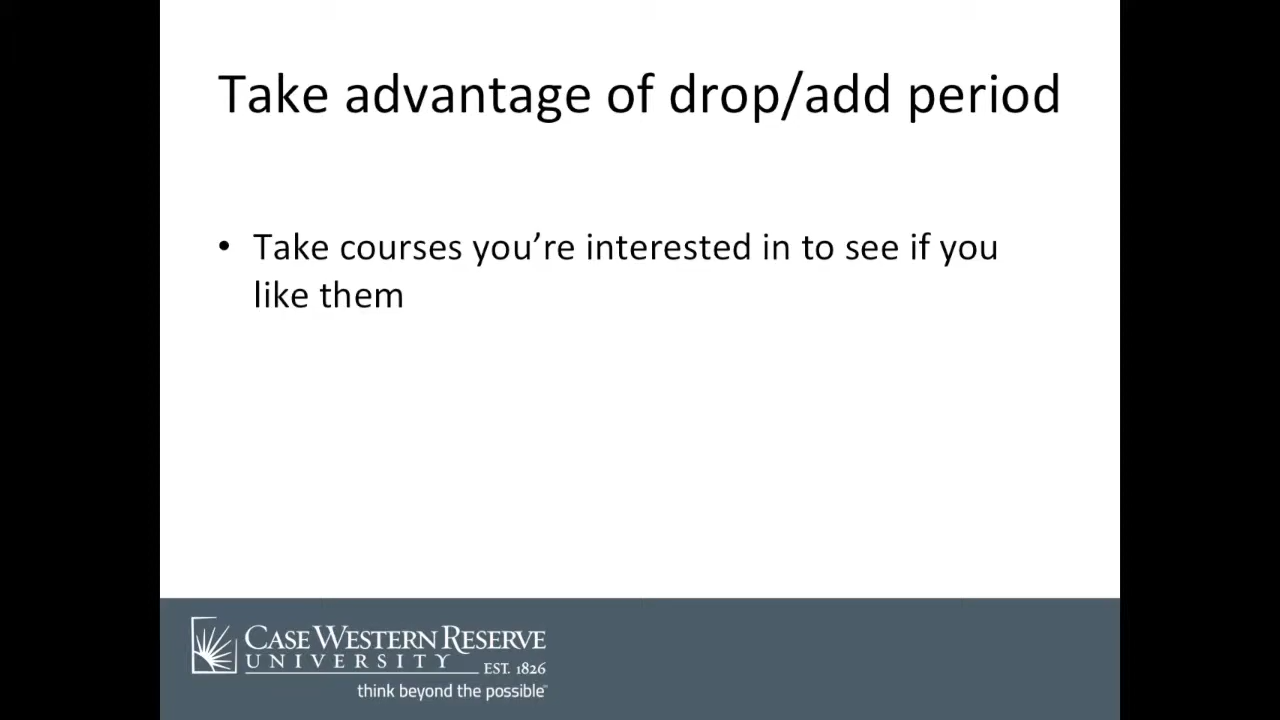 Take advantage of drop/add period
• Take courses you’re interested in to see if you
like them
CASE WESTERN RESERVE
UNIVERSITY
EST. 1826
think beyond the possible™